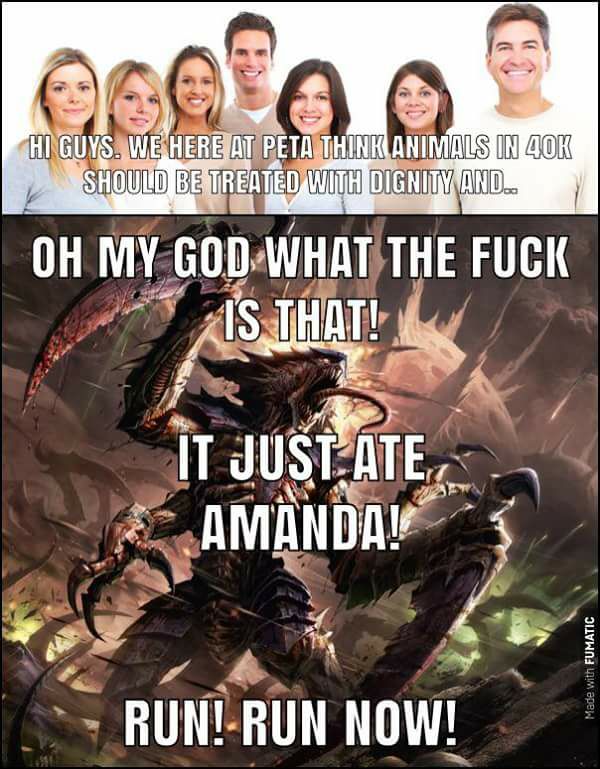 HI GUYS. WE HERE AT PETA THINK ANIMALS IN 40K
SHOULD BE TREATED WITH DIGNITY AND..
OH MY GOD WHAT THE FUCK
IS THAT!
IT JUST ATE
AMANDA!
RUN! RUN NOW!
Made with FUMATIC